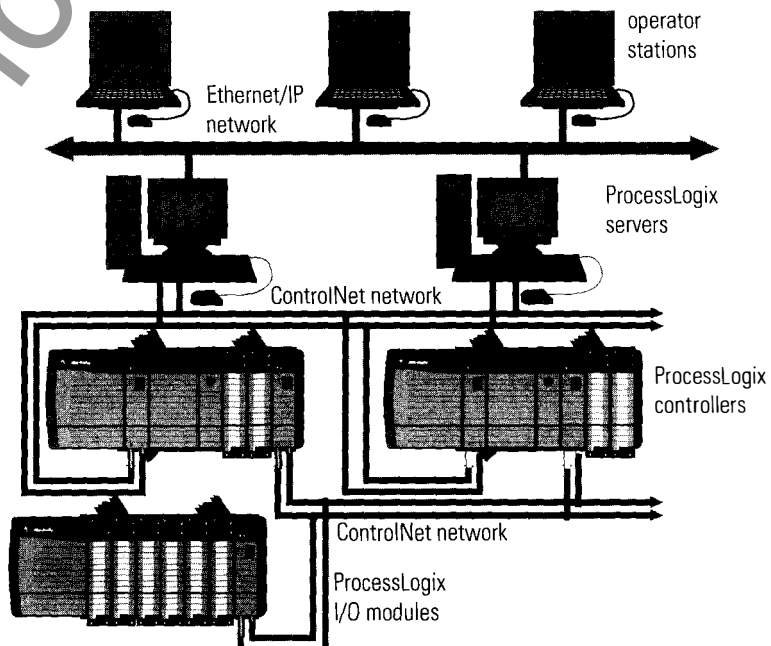 operator
stations
Ethernet/IP
network
ProcessLogix
servers
ControlNet network
ProcessLogix
controllers
ControlNet network
ProcessLogix
I/O modules